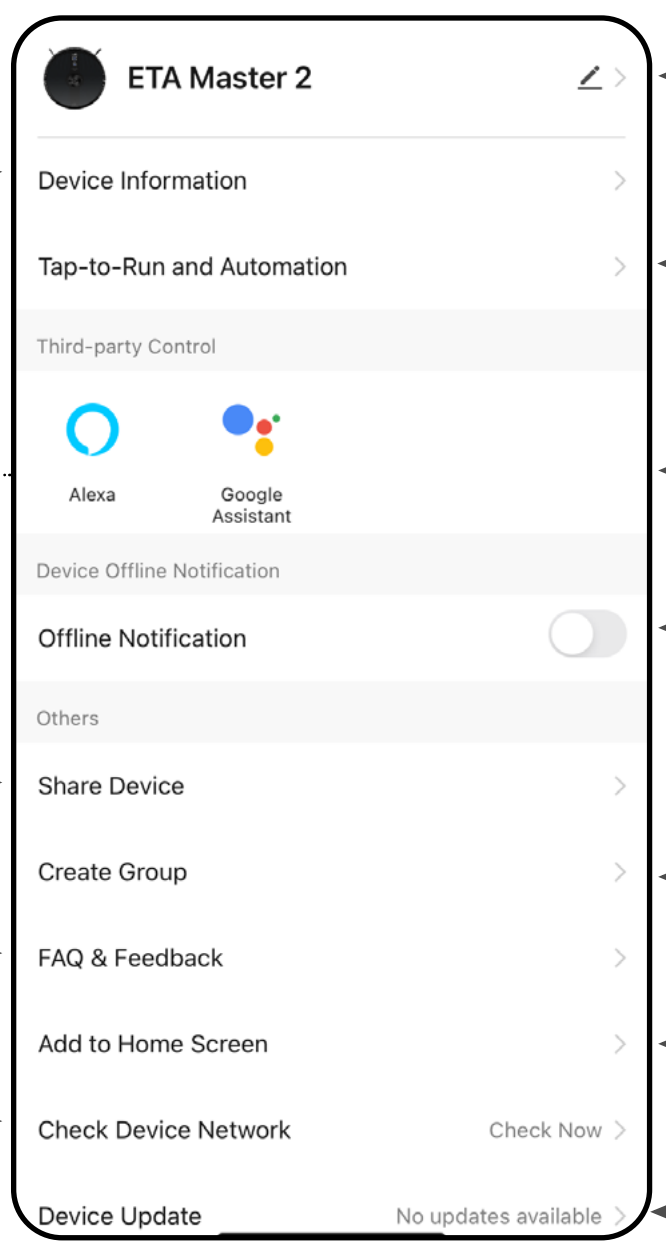 ETA Master 2
Device Information
Tap-to-Run and Automation
Third-party Control
Alexa
Google
Assistant
Device Offline Notification
Offline Notification
Others
Share Device
Create Group
FAQ & Feedback
Add to Home Screen
Check Device Network Check Now
Device Update No updates available